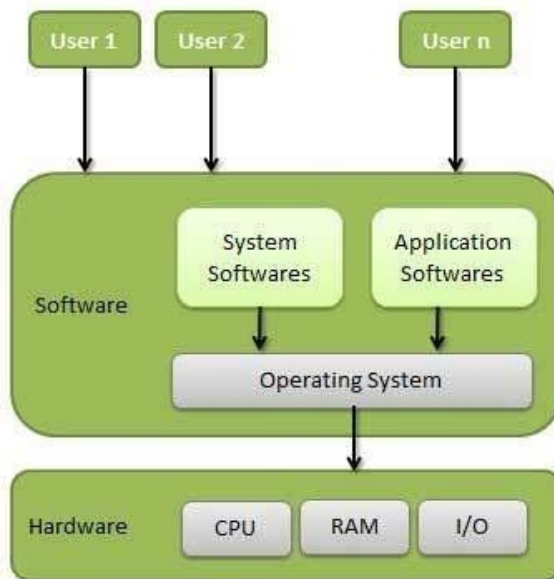 User 1
User 2
User n
System
Softwares
Application
Softwares
Software
Operating System
Hardware
CPU
RAM
I/O